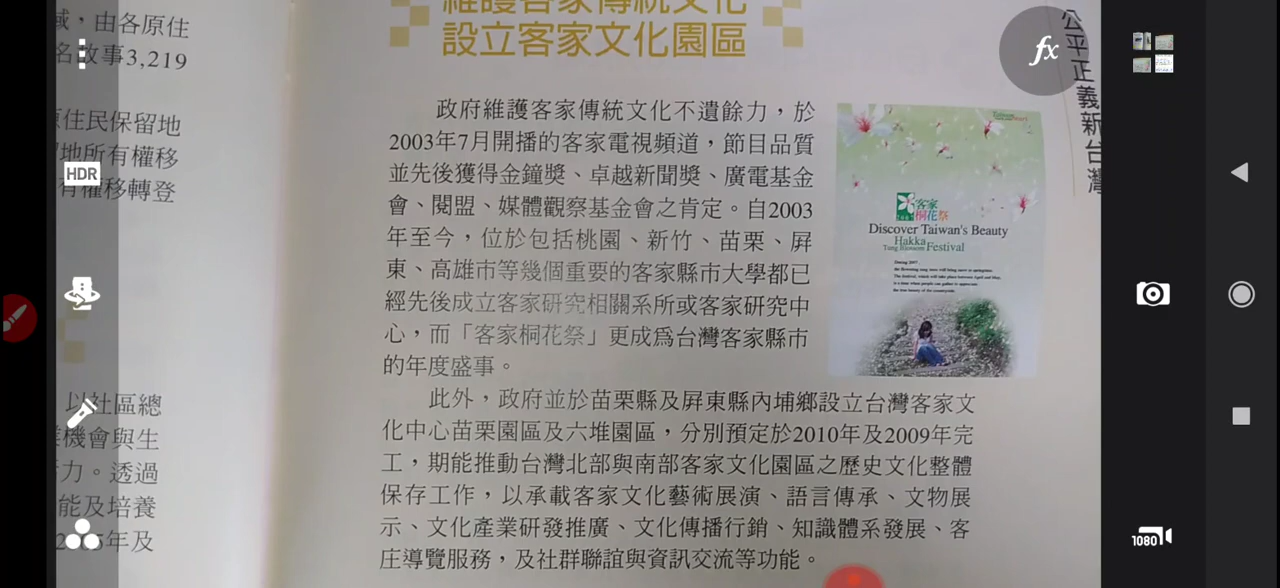 或，由各原住
名故事3,219
原住民保留地
地所有權移
有權移轉登
以社區總
機會與生
力。透過
能及培養
年及
維護客家傳統文化
設立客家文化園區
政府維護客家傳統文化不遺餘力，於
2003年7月開播的客家電視頻道，節目品質
並先後獲得金鐘獎、卓越新聞獎、廣電基金
會、閱盟、媒體觀察基金會之肯定。自2003
年至今，位於包括桃園、新竹、苗栗、屏
東、高雄市等幾個重要的客家縣市大學都已
經先後成立客家研究相關系所或客家研究中
心，而「客家桐花祭」更成為台灣客家縣市
的年度盛事。
此外，政府並於苗栗縣及屏東縣內埔鄉設立台灣客家文
化中心苗栗園區及六堆園區，分別預定於2010年及2009年完
工，期能推動台灣北部與南部客家文化園區之歷史文化整體
保存工作，以承載客家文化藝術展演、語言傳承、文物展
示、文化產業研發推廣、文化傳播行銷、知識體系發展、客
庄導覽服務，及社群聯誼與資訊交流等功能。
客家
桐花祭
Discover Taiwan's Beauty
Hakka
Tung Blossom Festival
公平正義新台灣
HDR
fx
1080